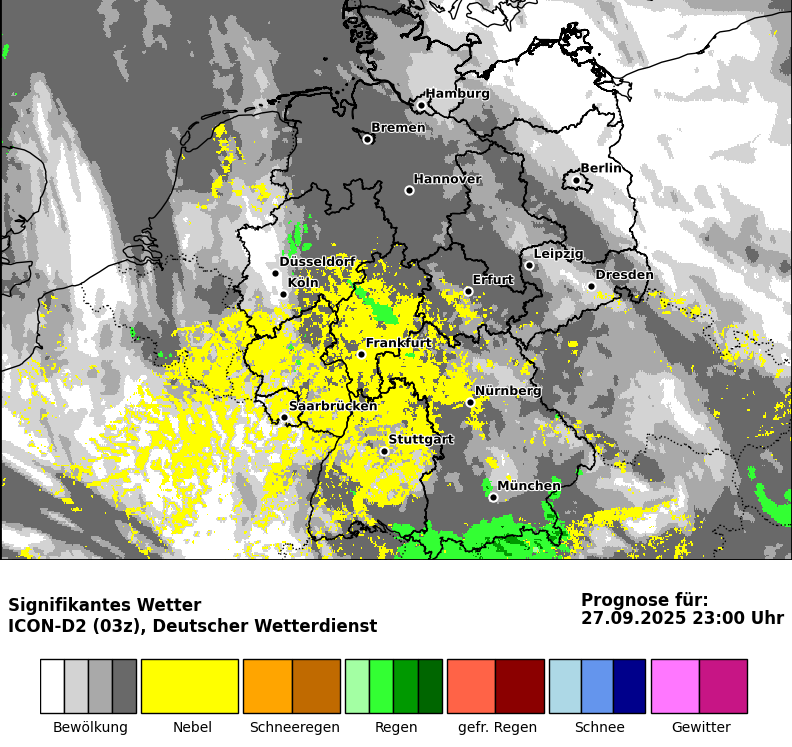 Hamburg
Bremen
Berlin
Hannover
Leipzig
Düsseldorf
Dresden
Erfurt
Köln
Frankfurt
Nürnberg
Saarbrücken
Stuttgart
München
Signifikantes Wetter
ICON-D2 (03z), Deutscher Wetterdienst
Prognose für:
27.09.2025 23:00 Uhr
Bewölkung
Nebel
Schneeregen
Regen
gefr. Regen
Schnee
Gewitter